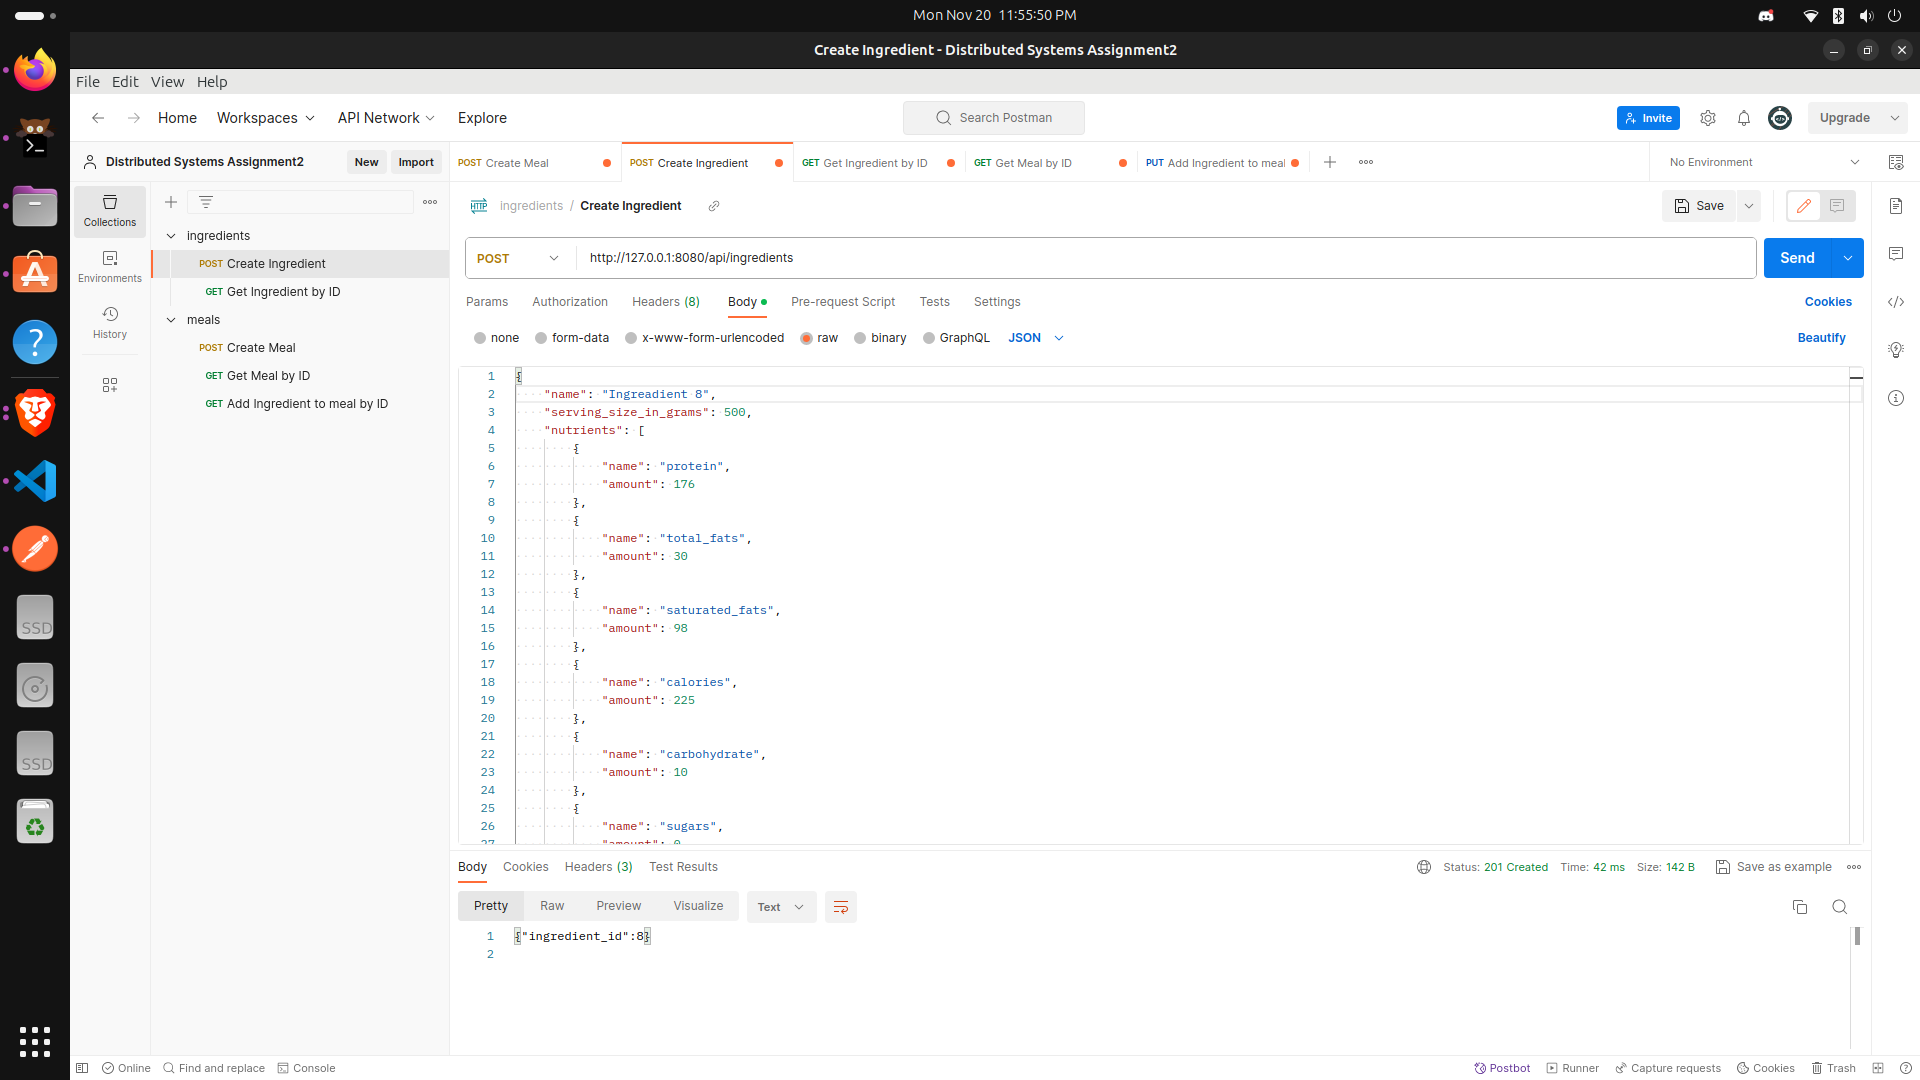 Mon Nov 20 11:55:50 PM
Create Ingredient - Distributed Systems Assignment2
File Edit View Help
Home Workspaces API Network Explore
Search Postman
Invite
Upgrade
Distributed Systems Assignment2
New Import
POST Create Meal
POST Create Ingredient
GET Get Ingredient by ID
GET Get Meal by ID
PUT Add Ingredient to meal
No Environment
Collections
Environments
History
ingredients
POST Create Ingredient
GET Get Ingredient by ID
meals
POST Create Meal
GET Get Meal by ID
GET Add Ingredient to meal by ID
HTTP ingredients / Create Ingredient
Save
POST http://127.0.0.1:8080/api/ingredients
Send
Params Authorization Headers (8) Body Pre-request Script Tests Settings
Cookies
none form-data x-www-form-urlencoded raw binary GraphQL JSON
Beautify
1 {
2 "name": "Ingreadient 8",
3 "serving_size_in_grams": 500,
4 "nutrients": [
5 {
6 "name": "protein",
7 "amount": 176
8 },
9 {
10 "name": "total_fats",
11 "amount": 30
12 },
13 {
14 "name": "saturated_fats",
15 "amount": 98
16 },
17 {
18 "name": "calories",
19 "amount": 225
20 },
21 {
22 "name": "carbohydrate",
23 "amount": 10
24 },
25 {
26 "name": "sugars",
27 "amount": 0
Body Cookies Headers (3) Test Results
Status: 201 Created Time: 42 ms Size: 142 B Save as example
Pretty Raw Preview Visualize Text
1 {"ingredient_id":8}
2
SSD
SSD
Online Find and replace Console
Postbot Runner Capture requests Cookies Trash